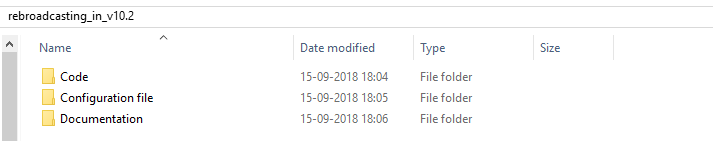 rebroadcasting_in_v10.2
Name Date modified Type Size
Code 15-09-2018 18:04 File folder
Configuration file 15-09-2018 18:05 File folder
Documentation 15-09-2018 18:06 File folder